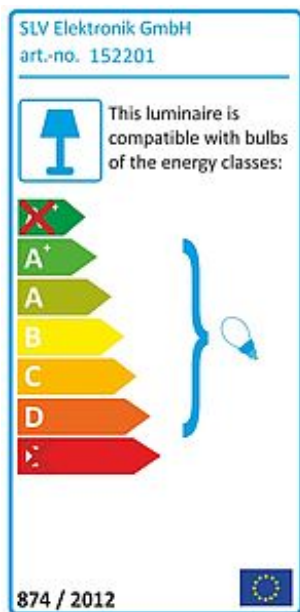 SLV Elektronik GmbH
art.-no. 152201
This luminaire is
compatible with bulbs
of the energy classes:
A+
A
B
C
D
874 / 2012